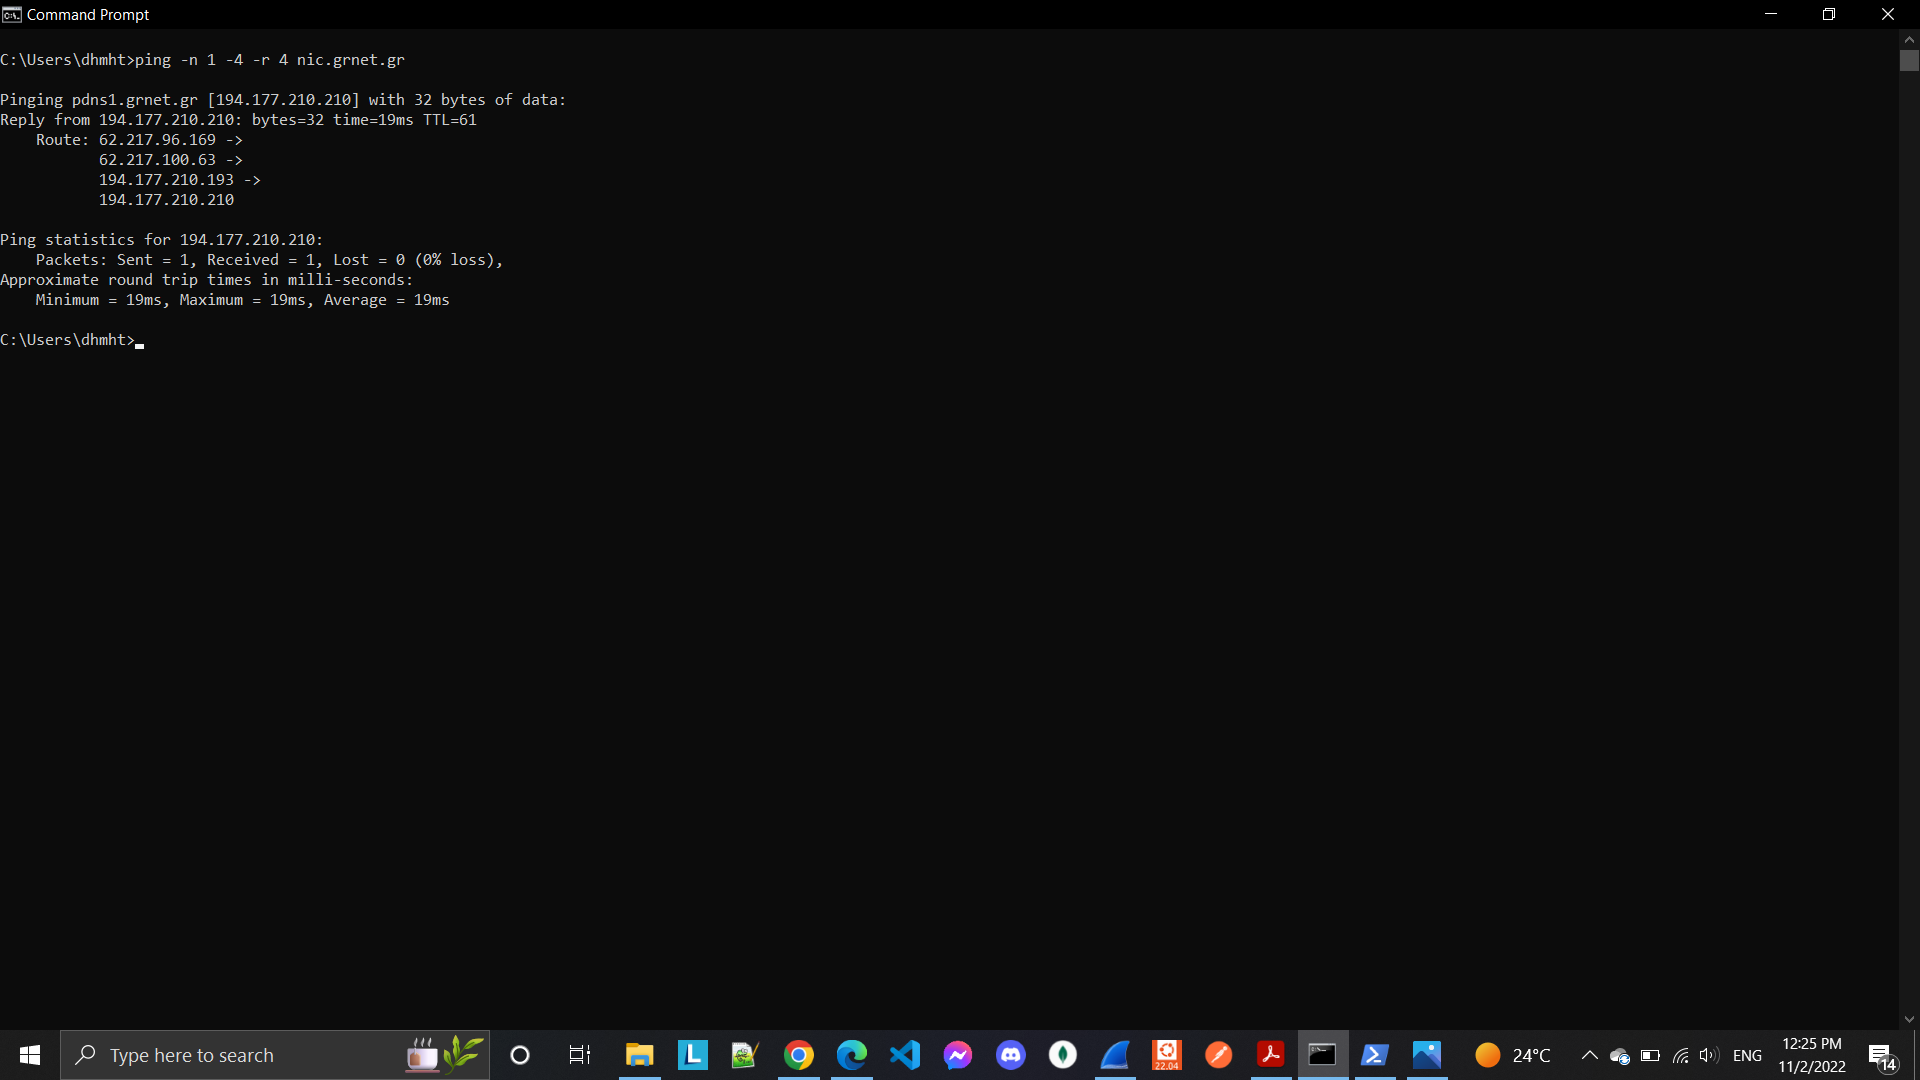 Command Prompt
C:\Users\dhmht>ping -n 1 -4 -r 4 nic.grnet.gr
Pinging pdns1.grnet.gr [194.177.210.210] with 32 bytes of data:
Reply from 194.177.210.210: bytes=32 time=19ms TTL=61
    Route: 62.217.96.169 ->
           62.217.100.63 ->
           194.177.210.193 ->
           194.177.210.210
Ping statistics for 194.177.210.210:
    Packets: Sent = 1, Received = 1, Lost = 0 (0% loss),
Approximate round trip times in milli-seconds:
    Minimum = 19ms, Maximum = 19ms, Average = 19ms
C:\Users\dhmht>
Type here to search
L
22.04
24°C
ENG
12:25 PM
11/2/2022
14